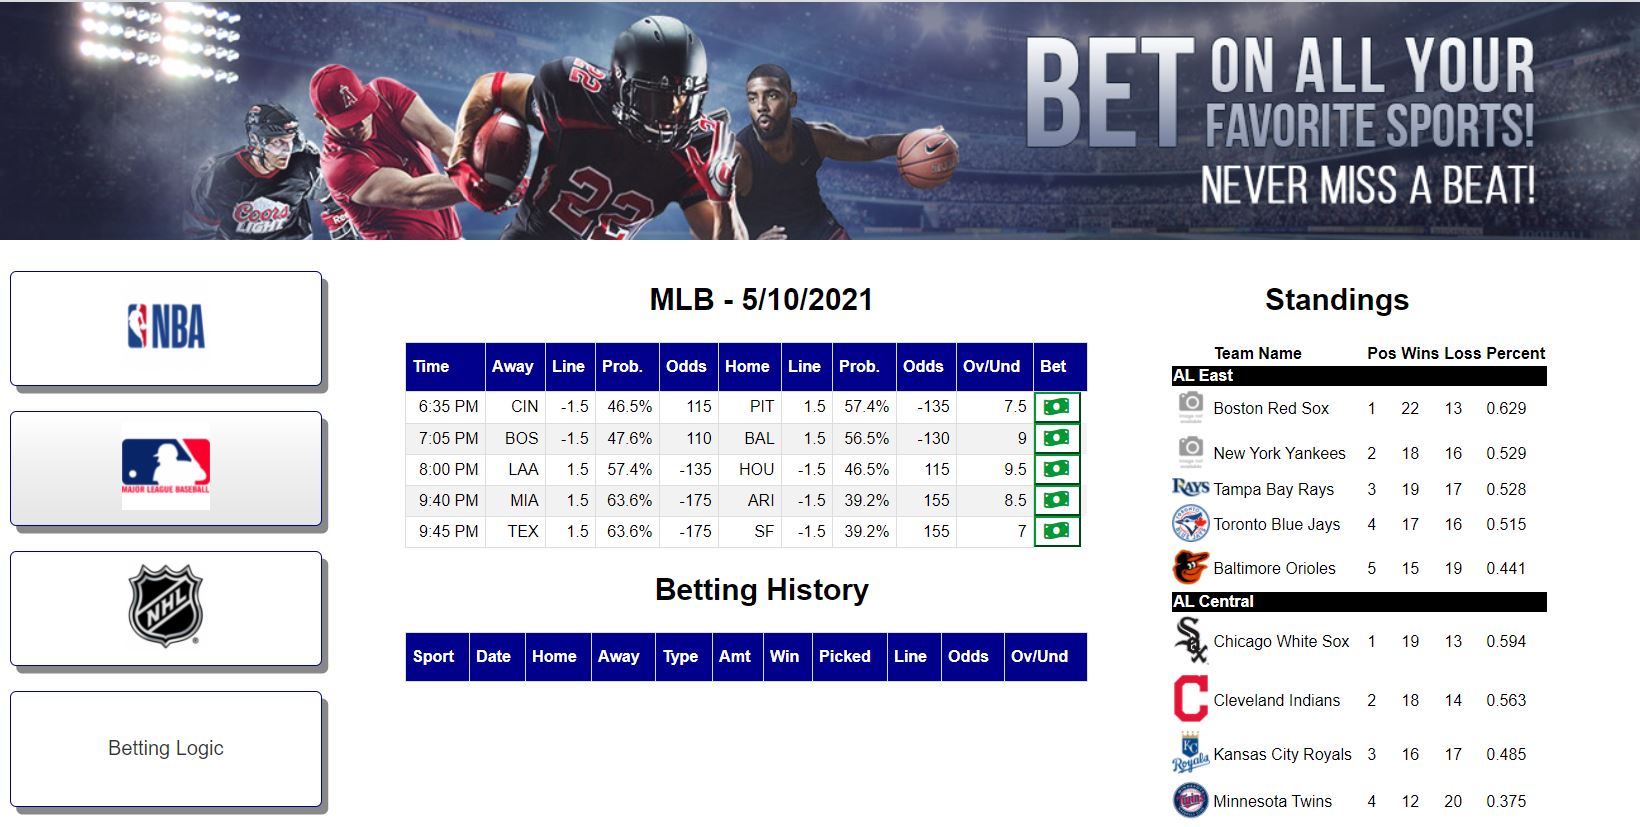 BET ON ALL YOUR
FAVORITE SPORTS!
NEVER MISS A BEAT!
22
22
A
Coors
LIGHT
NBA
MAJOR LEAGUE BASEBALL
NHL
Betting Logic
MLB - 5/10/2021
Time Away Line Prob. Odds Home Line Prob. Odds Ov/Und Bet
6:35 PM CIN -1.5 46.5% 115 PIT 1.5 57.4% -135 7.5
7:05 PM BOS -1.5 47.6% 110 BAL 1.5 56.5% -130 9
8:00 PM LAA 1.5 57.4% -135 HOU -1.5 46.5% 115 9.5
9:40 PM MIA 1.5 63.6% -175 ARI -1.5 39.2% 155 8.5
9:45 PM TEX 1.5 63.6% -175 SF -1.5 39.2% 155 7
Betting History
Sport Date Home Away Type Amt Win Picked Line Odds Ov/Und
Standings
Team Name Pos Wins Loss Percent
AL East
Boston Red Sox 1 22 13 0.629
New York Yankees 2 18 16 0.529
RAYS Tampa Bay Rays 3 19 17 0.528
Toronto Blue Jays 4 17 16 0.515
Baltimore Orioles 5 15 19 0.441
AL Central
Sox Chicago White Sox 1 19 13 0.594
C Cleveland Indians 2 18 14 0.563
KC Royals Kansas City Royals 3 16 17 0.485
Twins Minnesota Twins 4 12 20 0.375